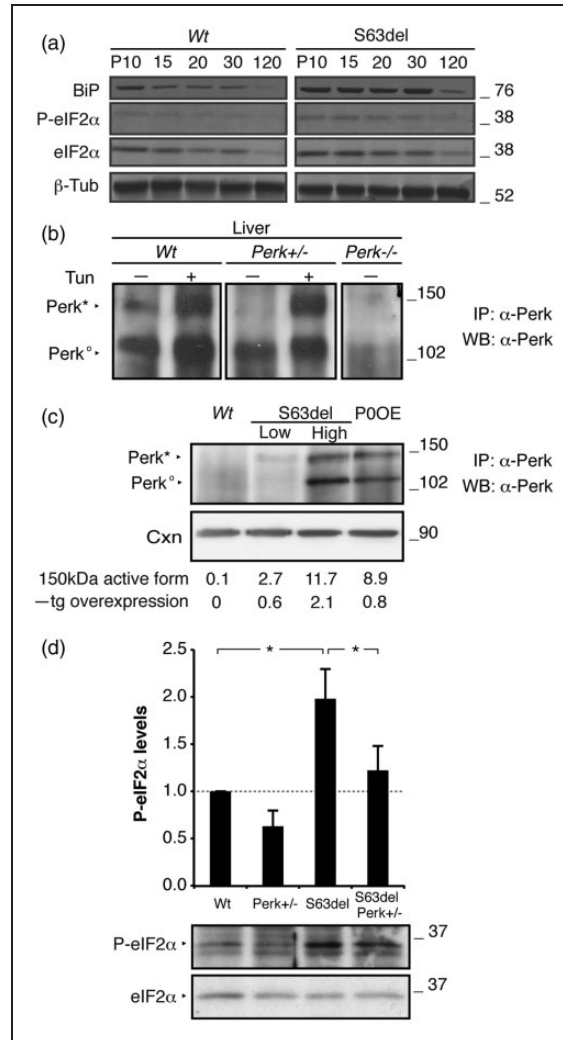 (a)
Wt S63del
P10 15 20 30 120 P10 15 20 30 120
BiP _ 76
P-eIF2α _ 38
eIF2α _ 38
β-Tub _ 52
(b)
Liver
Wt Perk+/- Perk-/-
Tun — + — + —
Perk* _150 IP: α-Perk
Perk° _102 WB: α-Perk
(c)
Wt S63del P0OE
Low High
Perk* _150 IP: α-Perk
Perk° _102 WB: α-Perk
Cxn _90
150kDa active form 0.1 2.7 11.7 8.9
—tg overexpression 0 0.6 2.1 0.8
(d)
P-eIF2α levels
2.5
* *
2.0
1.5
1.0
0.5
0.0
Wt Perk+/- S63del S63del
Perk+/-
P-eIF2α _ 37
eIF2α _ 37